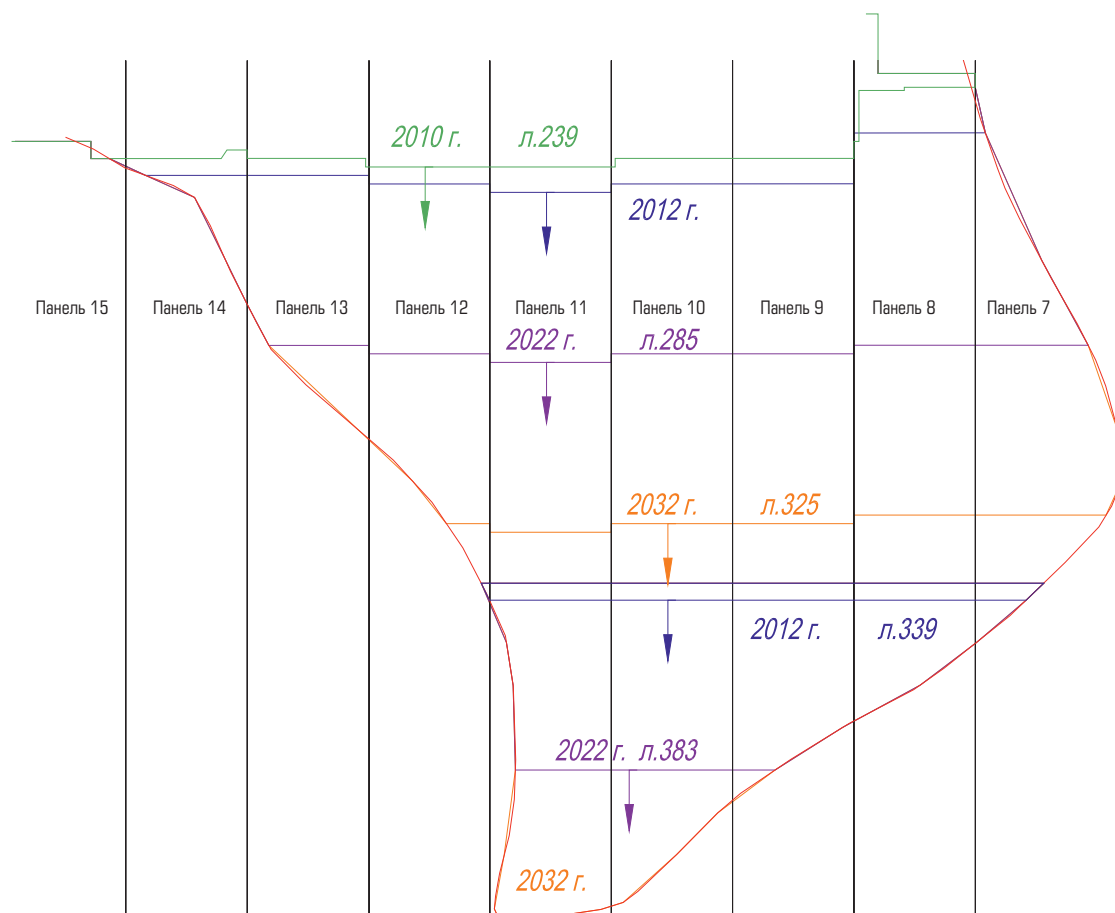 2010 г. л.239
2012 г.
Панель 15 Панель 14 Панель 13 Панель 12 Панель 11 Панель 10 Панель 9 Панель 8 Панель 7
2022 г. л.285
2032 г. л.325
2012 г. л.339
2022 г. л.383
2032 г.